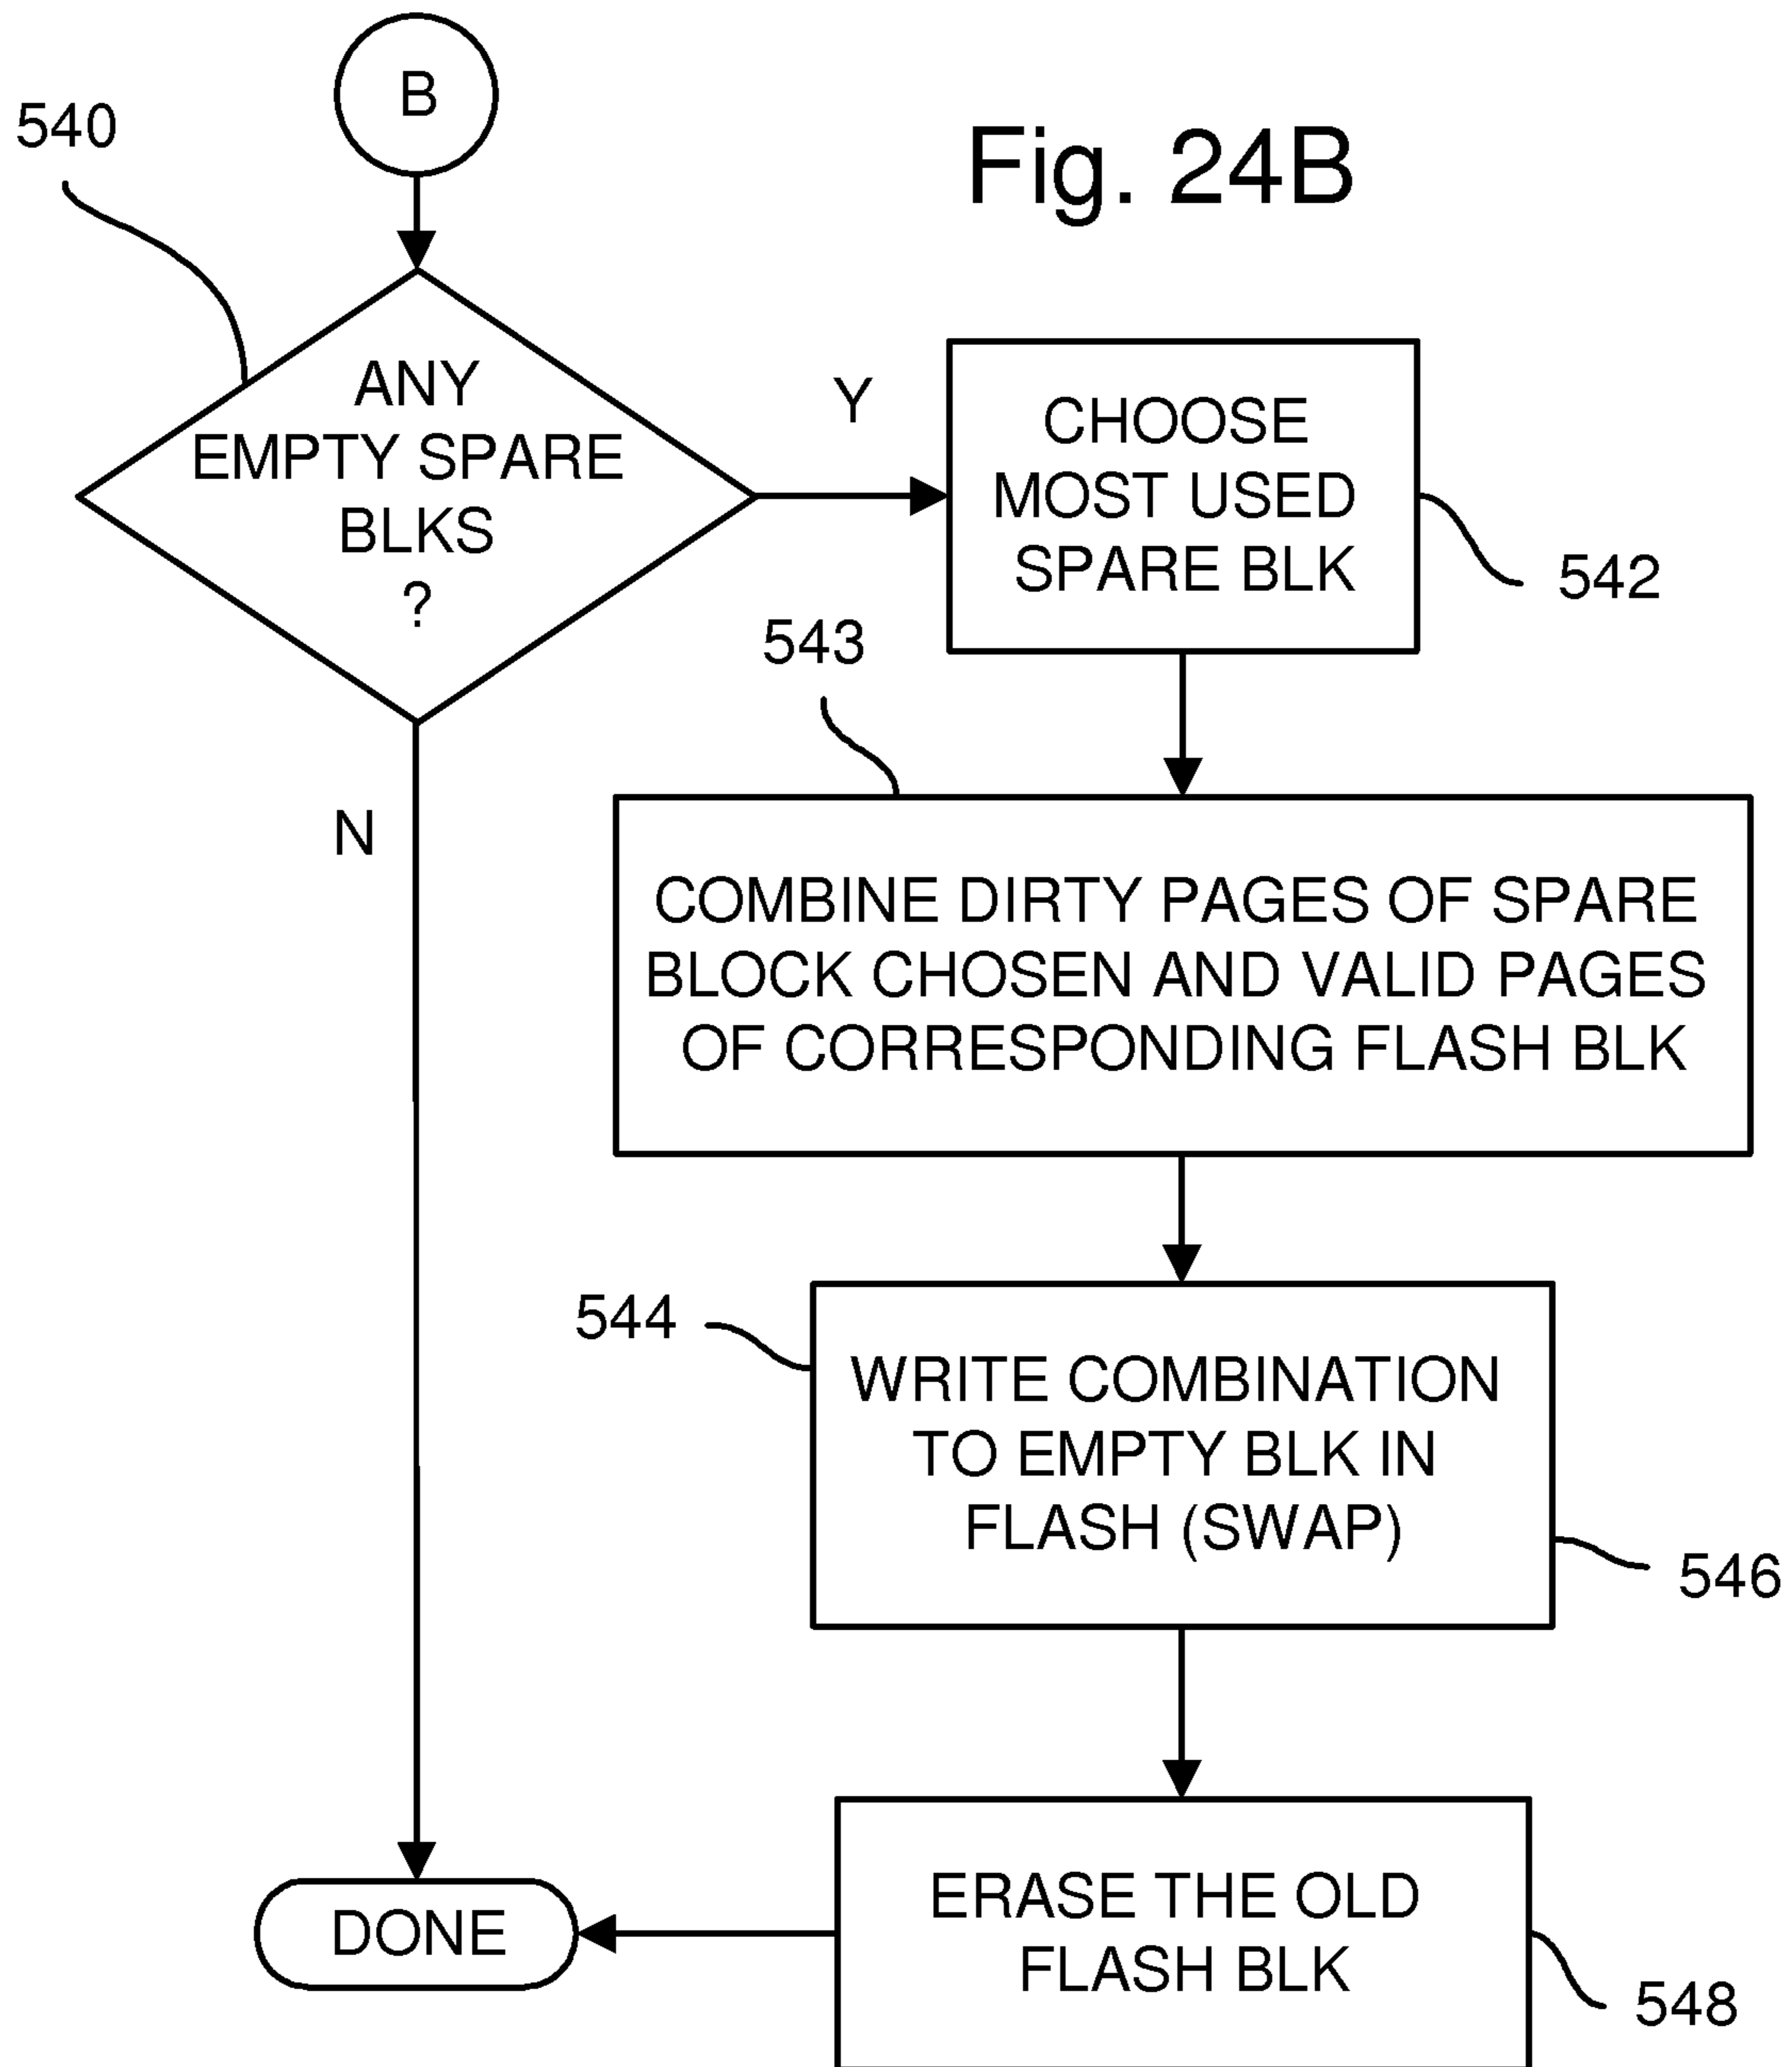 B
540
Fig. 24B
ANY
EMPTY SPARE
BLKS
?
Y
CHOOSE
MOST USED
SPARE BLK
542
543
N
COMBINE DIRTY PAGES OF SPARE
BLOCK CHOSEN AND VALID PAGES
OF CORRESPONDING FLASH BLK
544
WRITE COMBINATION
TO EMPTY BLK IN
FLASH (SWAP)
546
ERASE THE OLD
FLASH BLK
548
DONE